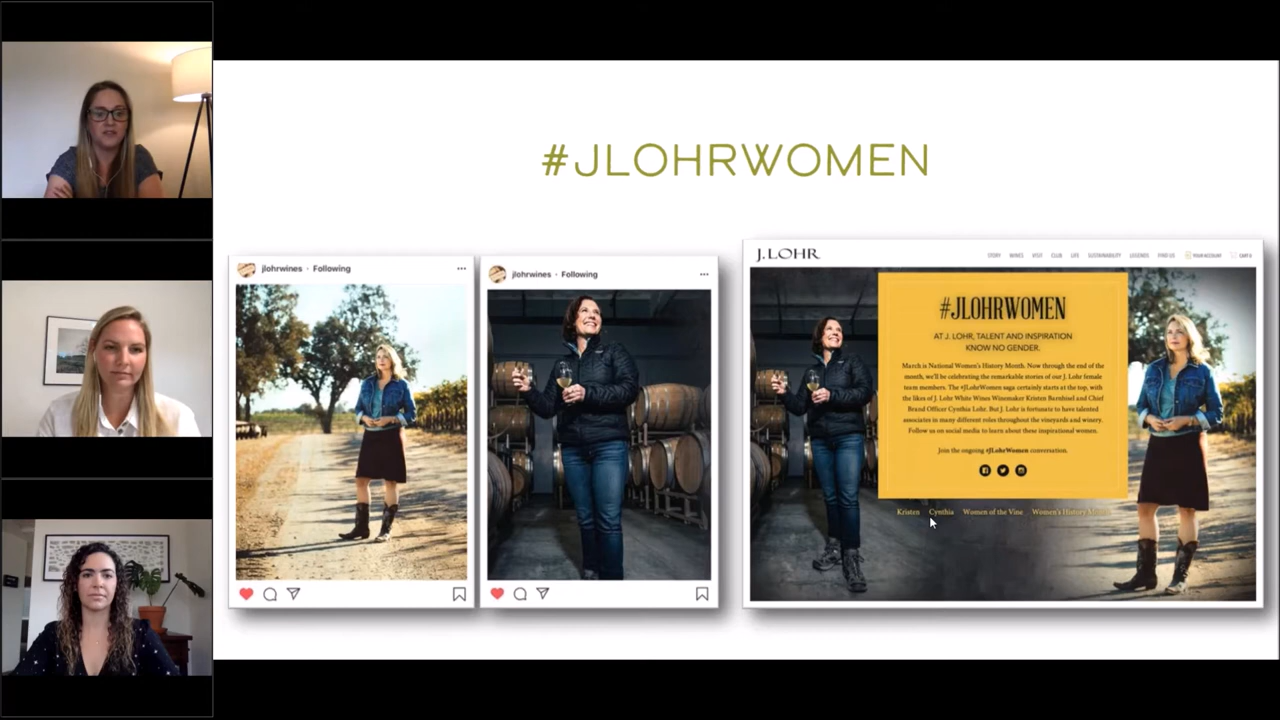 #JLOHRWOMEN
jlohrwines · Following
jlohrwines · Following
J. LOHR
STORY WINES VISIT CLUB LIFE SUSTAINABILITY LEGENDS FIND US YOUR ACCOUNT CART 0
#JLOHRWOMEN
AT J. LOHR, TALENT AND INSPIRATION
KNOW NO GENDER.
March is National Women's History Month. Now through the end of the
month, we'll be celebrating the remarkable stories of our J. Lohr female
team members. The #JLohrWomen saga certainly starts at the top, with
the likes of J. Lohr White Wines Winemaker Kristen Barnhisel and Chief
Brand Officer Cynthia Lohr. But J. Lohr is fortunate to have talented
associates in many different roles throughout the vineyards and winery.
Follow us on social media to learn about these inspirational women.
Join the ongoing #JLohrWomen conversation.
Kristen Cynthia Women of the Vine Women's History Month